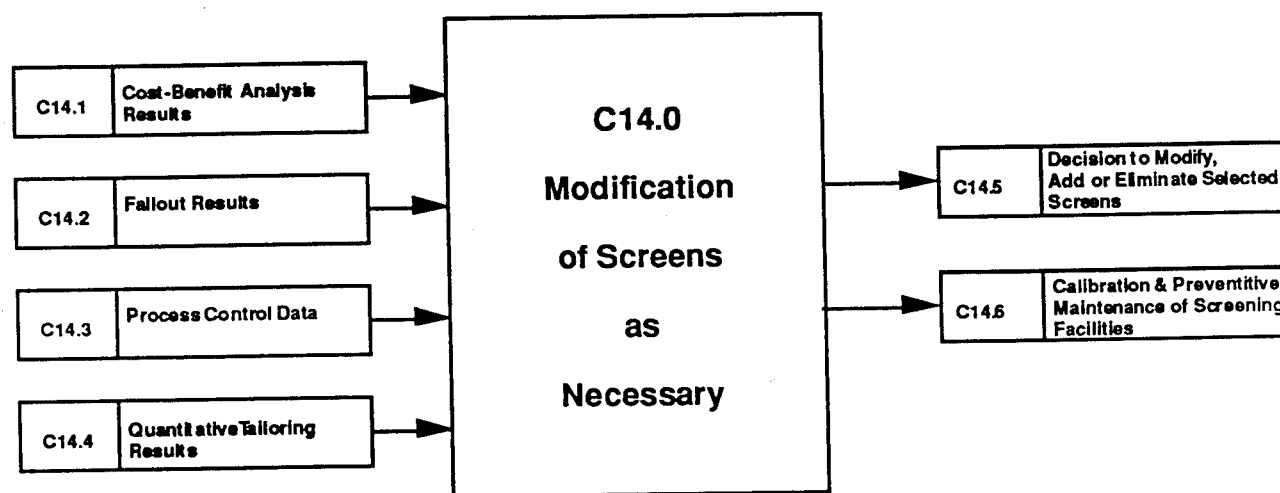 C14.1
Cost-Benefit Analysis
Results
C14.2
Fallout Results
C14.3
Process Control Data
C14.4
Quantitative Tailoring
Results
C14.0
Modification
of Screens
as
Necessary
C14.5
Decision to Modify,
Add or Eliminate Selected
Screens
C14.6
Calibration & Preventitive
Maintenance of Screening
Facilities